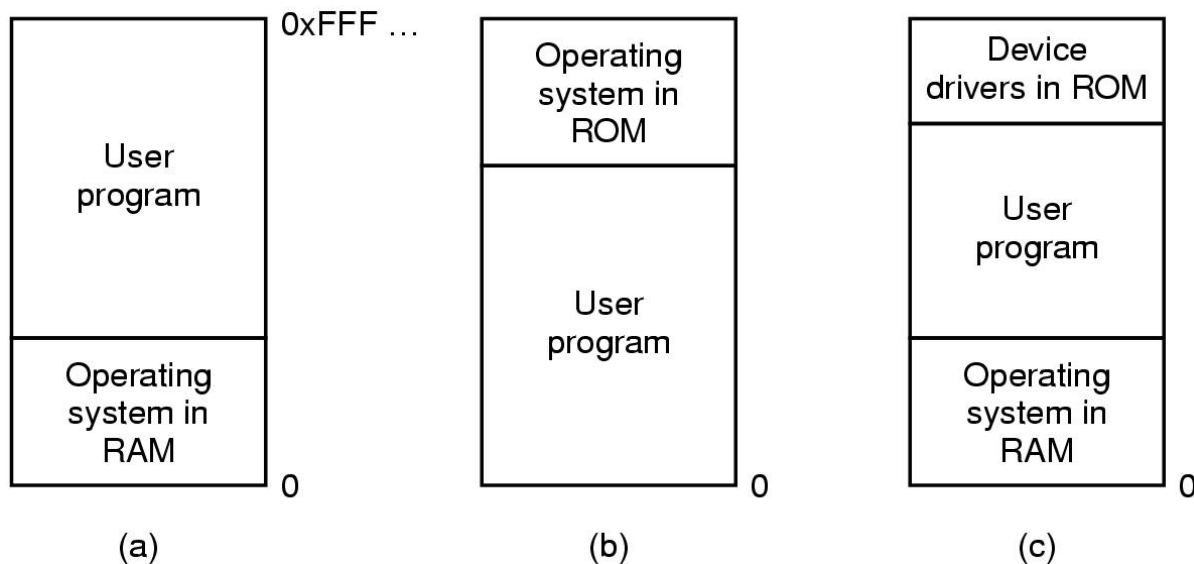 0xFFF …
User
program
Operating
system in
RAM
0
(a)
Operating
system in
ROM
User
program
0
(b)
Device
drivers in ROM
User
program
Operating
system in
RAM
0
(c)